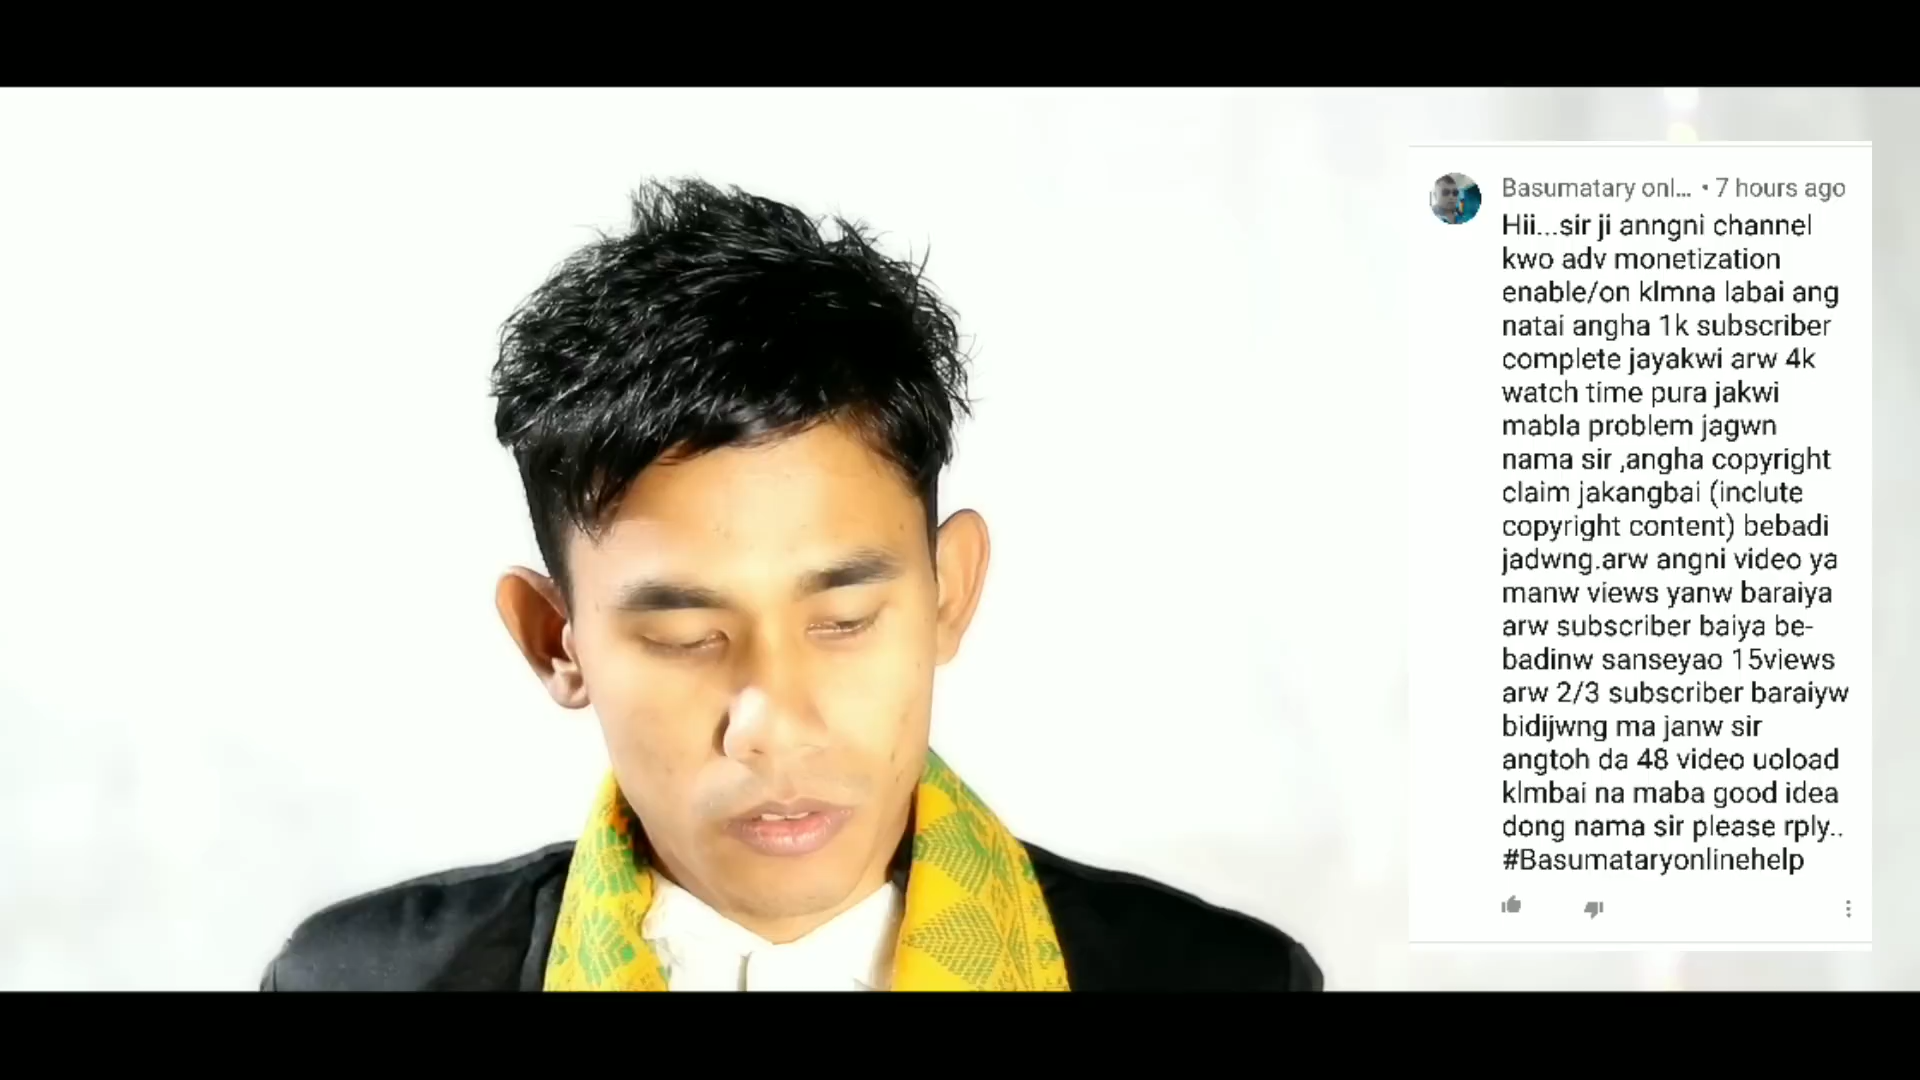 Basumatary onl... • 7 hours ago
Hii...sir ji anngni channel
kwo adv monetization
enable/on klmna labai ang
natai angha 1k subscriber
complete jayakwi arw 4k
watch time pura jakwi
mabla problem jagwn
nama sir ,angha copyright
claim jakangbai (inclute
copyright content) bebadi
jadwng.arw angni video ya
manw views yanw baraiya
arw subscriber baiya be-
badinw sanseyao 15views
arw 2/3 subscriber baraiyw
bidijwng ma janw sir
angtoh da 48 video uoload
klmbai na maba good idea
dong nama sir please rply..
#Basumataryonlinehelp